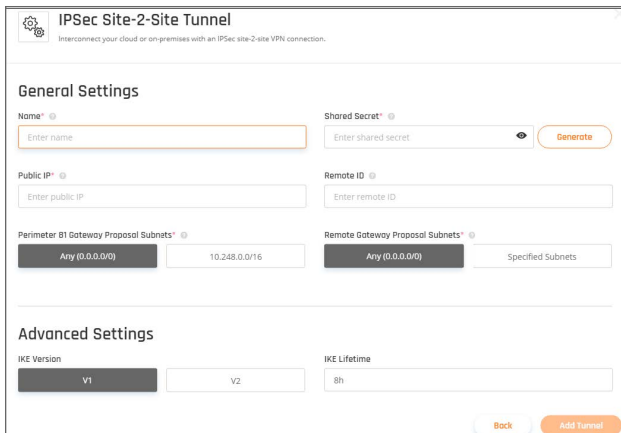 IPSec Site-2-Site Tunnel
Interconnect your cloud or on-premises with an IPSec site-2-site VPN connection.
General Settings
Name*
Shared Secret*
Enter name
Enter shared secret
Generate
Public IP*
Remote ID
Enter public IP
Enter remote ID
Perimeter 81 Gateway Proposal Subnets*
Remote Gateway Proposal Subnets*
Any (0.0.0.0/0)
10.248.0.0/16
Any (0.0.0.0/0)
Specified Subnets
Advanced Settings
IKE Version
IKE Lifetime
V1
V2
8h
Back
Add Tunnel